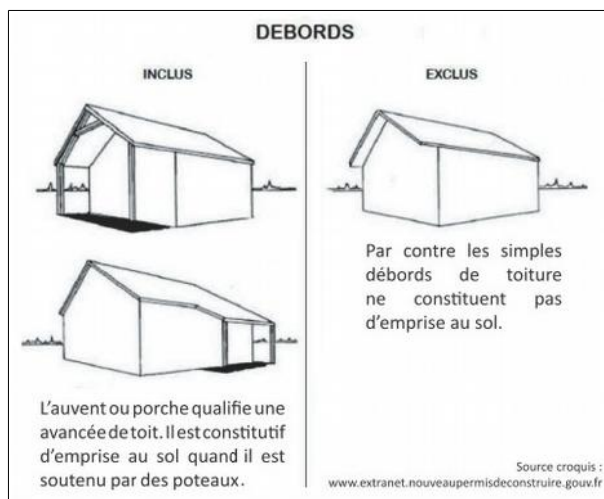 DEBORDS
INCLUS
L'auvent ou porche qualifie une
avancée de toit. Il est constitutif
d'emprise au sol quand il est
soutenu par des poteaux.
EXCLUS
Par contre les simples
débords de toiture
ne constituent pas
d'emprise au sol.
Source croquis :
www.extranet.nouveaupermisdeconstruire.gouv.fr